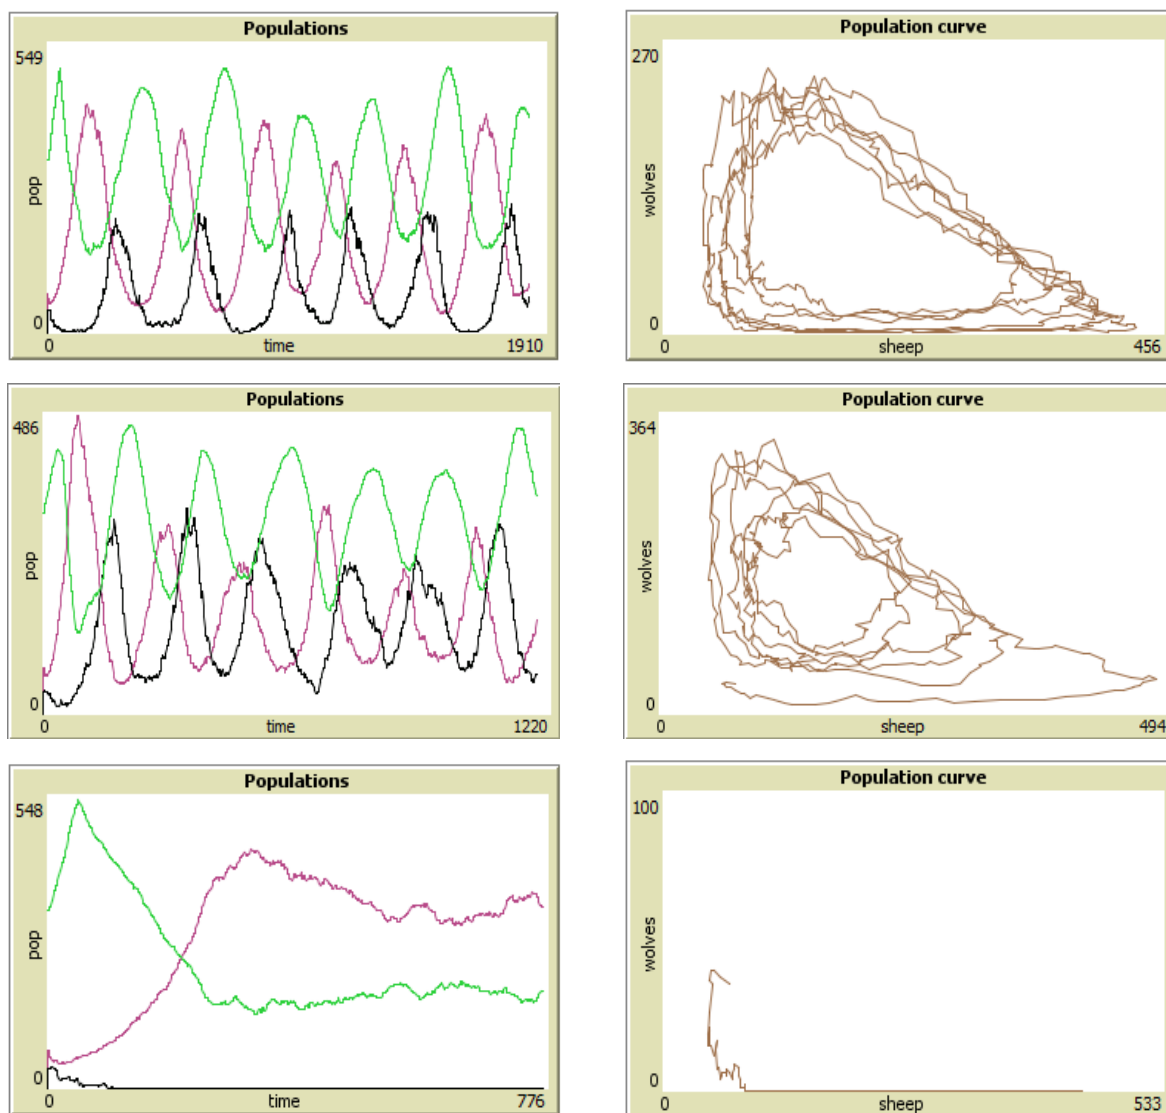 Populations
549
pop
0
0 time 1910
Population curve
270
wolves
0
0 sheep 456
Populations
486
pop
0
0 time 1220
Population curve
364
wolves
0
0 sheep 494
Populations
548
pop
0
0 time 776
Population curve
100
wolves
0
0 sheep 533